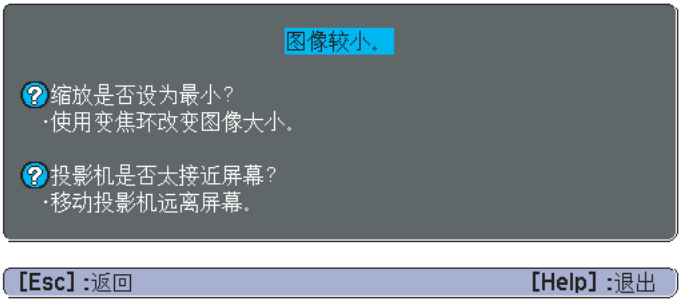 图像较小。
?缩放是否设为最小?
·使用变焦环改变图像大小。
?投影机是否太接近屏幕?
·移动投影机远离屏幕。
[Esc] :返回 [Help] :退出